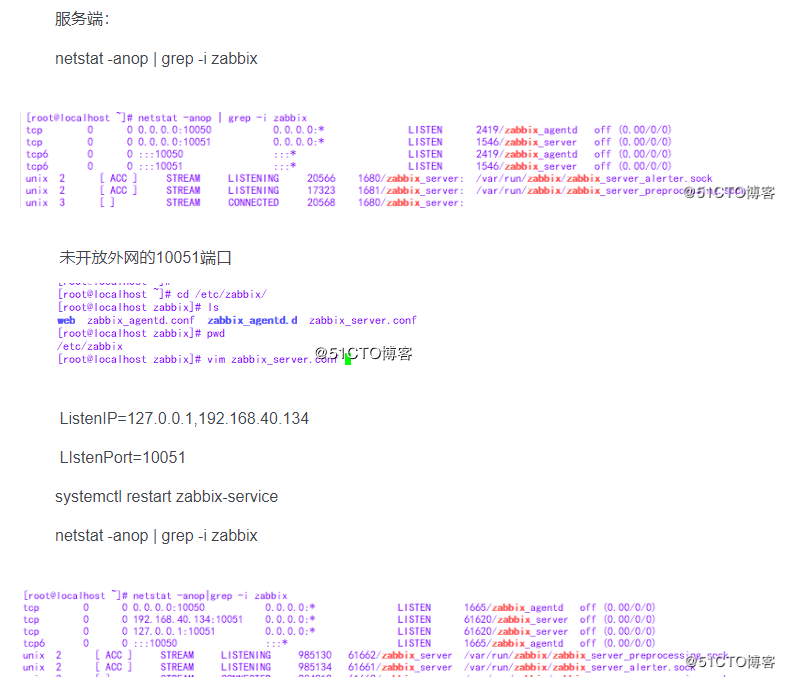 服务端:
netstat -anop | grep -i zabbix
[root@localhost ~]# netstat -anop | grep -i zabbix
tcp 0 0 0.0.0.0:10050 0.0.0.0:* LISTEN 2419/zabbix_agentd off (0.00/0/0)
tcp 0 0 0.0.0.0:10051 0.0.0.0:* LISTEN 1546/zabbix_server off (0.00/0/0)
tcp6 0 0 :::10050 :::* LISTEN 2419/zabbix_agentd off (0.00/0/0)
tcp6 0 0 :::10051 :::* LISTEN 1546/zabbix_server off (0.00/0/0)
unix 2 [ ACC ] STREAM LISTENING 20566 1680/zabbix_server: /var/run/zabbix/zabbix_server_alerter.sock
unix 2 [ ACC ] STREAM LISTENING 17323 1681/zabbix_server: /var/run/zabbix/zabbix_server_preprocessing.sock
unix 3 [ ] STREAM CONNECTED 20568 1680/zabbix_server:
@51CTO博客
未开放外网的10051端口
[root@localhost ~]# cd /etc/zabbix/
[root@localhost zabbix]# ls
web zabbix_agentd.conf zabbix_agentd.d zabbix_server.conf
[root@localhost zabbix]# pwd
/etc/zabbix
[root@localhost zabbix]# vim zabbix_server.conf
@51CTO博客
ListenIP=127.0.0.1,192.168.40.134
LIstenPort=10051
systemctl restart zabbix-service
netstat -anop | grep -i zabbix
[root@localhost ~]# netstat -anop|grep -i zabbix
tcp 0 0 0.0.0.0:10050 0.0.0.0:* LISTEN 1665/zabbix_agentd off (0.00/0/0)
tcp 0 0 192.168.40.134:10051 0.0.0.0:* LISTEN 61620/zabbix_server off (0.00/0/0)
tcp 0 0 127.0.0.1:10051 0.0.0.0:* LISTEN 61620/zabbix_server off (0.00/0/0)
tcp6 0 0 :::10050 :::* LISTEN 1665/zabbix_agentd off (0.00/0/0)
unix 2 [ ACC ] STREAM LISTENING 985130 61662/zabbix_server /var/run/zabbix/zabbix_server_preprocessing.sock
unix 2 [ ACC ] STREAM LISTENING 985134 61661/zabbix_server /var/run/zabbix/zabbix_server_alerter.sock
@51CTO博客